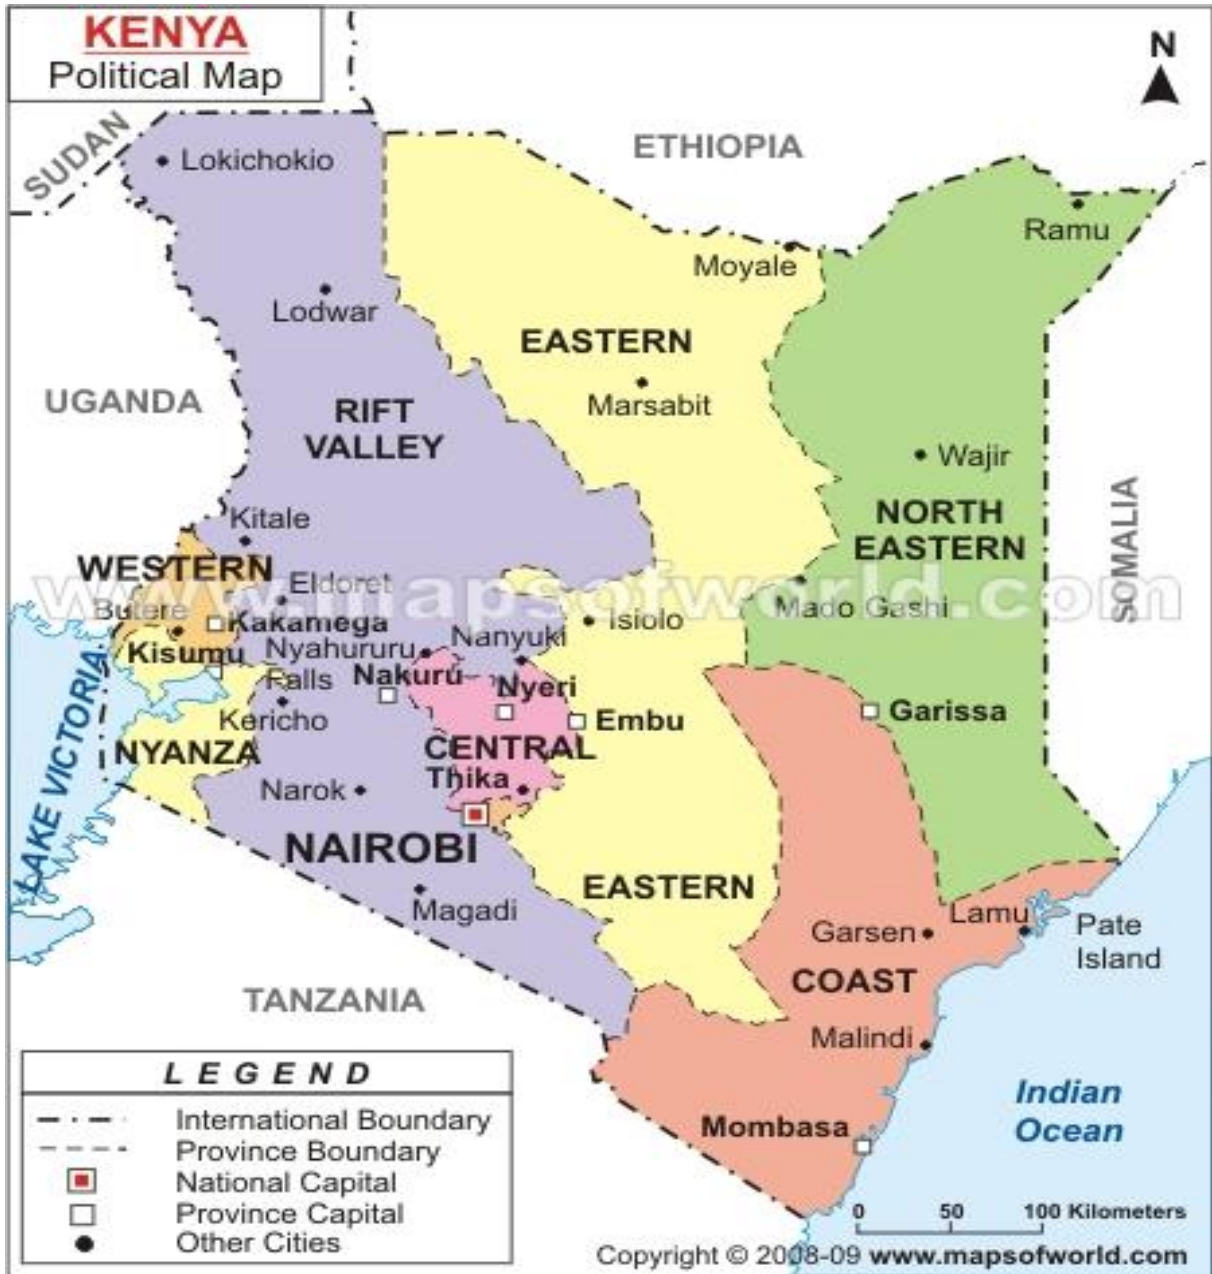 KENYA
Political Map
N
SUDAN
ETHIOPIA
Lokichokio
Ramu
Moyale
Lodwar
EASTERN
Marsabit
UGANDA
RIFT
VALLEY
Wajir
SOMALIA
NORTH
EASTERN
Kitale
WESTERN
www.mapsofworld.com
Eldoret
Butere
Mado Gashi
Kakamega
Isiolo
Kisumu
Nyahururu
Falls
Nanyuki
Nakuru
Nyeri
Kericho
Embu
Garissa
LAKE VICTORIA
NYANZA
CENTRAL
Thika
Narok
NAIROBI
EASTERN
Magadi
Lamu
Garsen
Pate
Island
COAST
TANZANIA
Malindi
Mombasa
Indian
Ocean
LEGEND
International Boundary
Province Boundary
National Capital
Province Capital
Other Cities
0 50 100 Kilometers
Copyright © 2008-09 www.mapsofworld.com